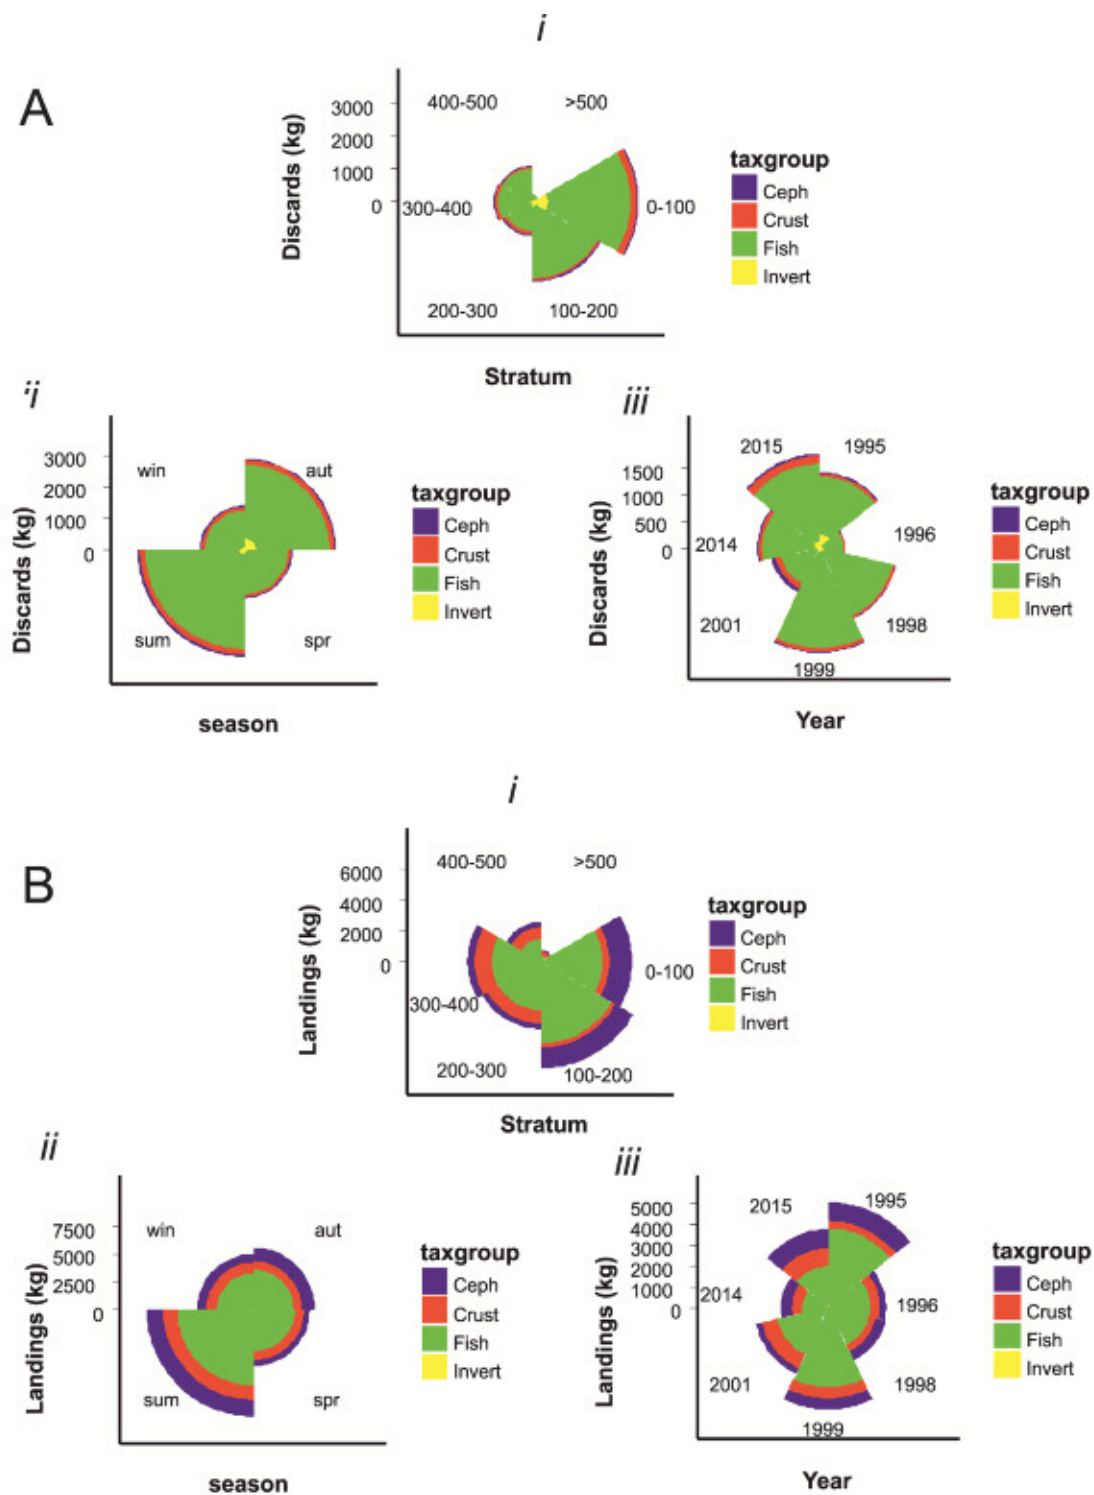 i
A
3000
2000
1000
0
Discards (kg)
400-500
>500
300-400
0-100
200-300
100-200
Stratum
taxgroup
Ceph
Crust
Fish
Invert
ii
3000
2000
1000
0
Discards (kg)
win
aut
sum
spr
season
taxgroup
Ceph
Crust
Fish
Invert
iii
1500
1000
500
0
Discards (kg)
2015
1995
2014
1996
2001
1998
1999
Year
taxgroup
Ceph
Crust
Fish
Invert
i
B
6000
4000
2000
0
Landings (kg)
400-500
>500
300-400
0-100
200-300
100-200
Stratum
taxgroup
Ceph
Crust
Fish
Invert
ii
7500
5000
2500
0
Landings (kg)
win
aut
sum
spr
season
taxgroup
Ceph
Crust
Fish
Invert
iii
5000
4000
3000
2000
1000
0
Landings (kg)
2015
1995
2014
1996
2001
1998
1999
Year
taxgroup
Ceph
Crust
Fish
Invert